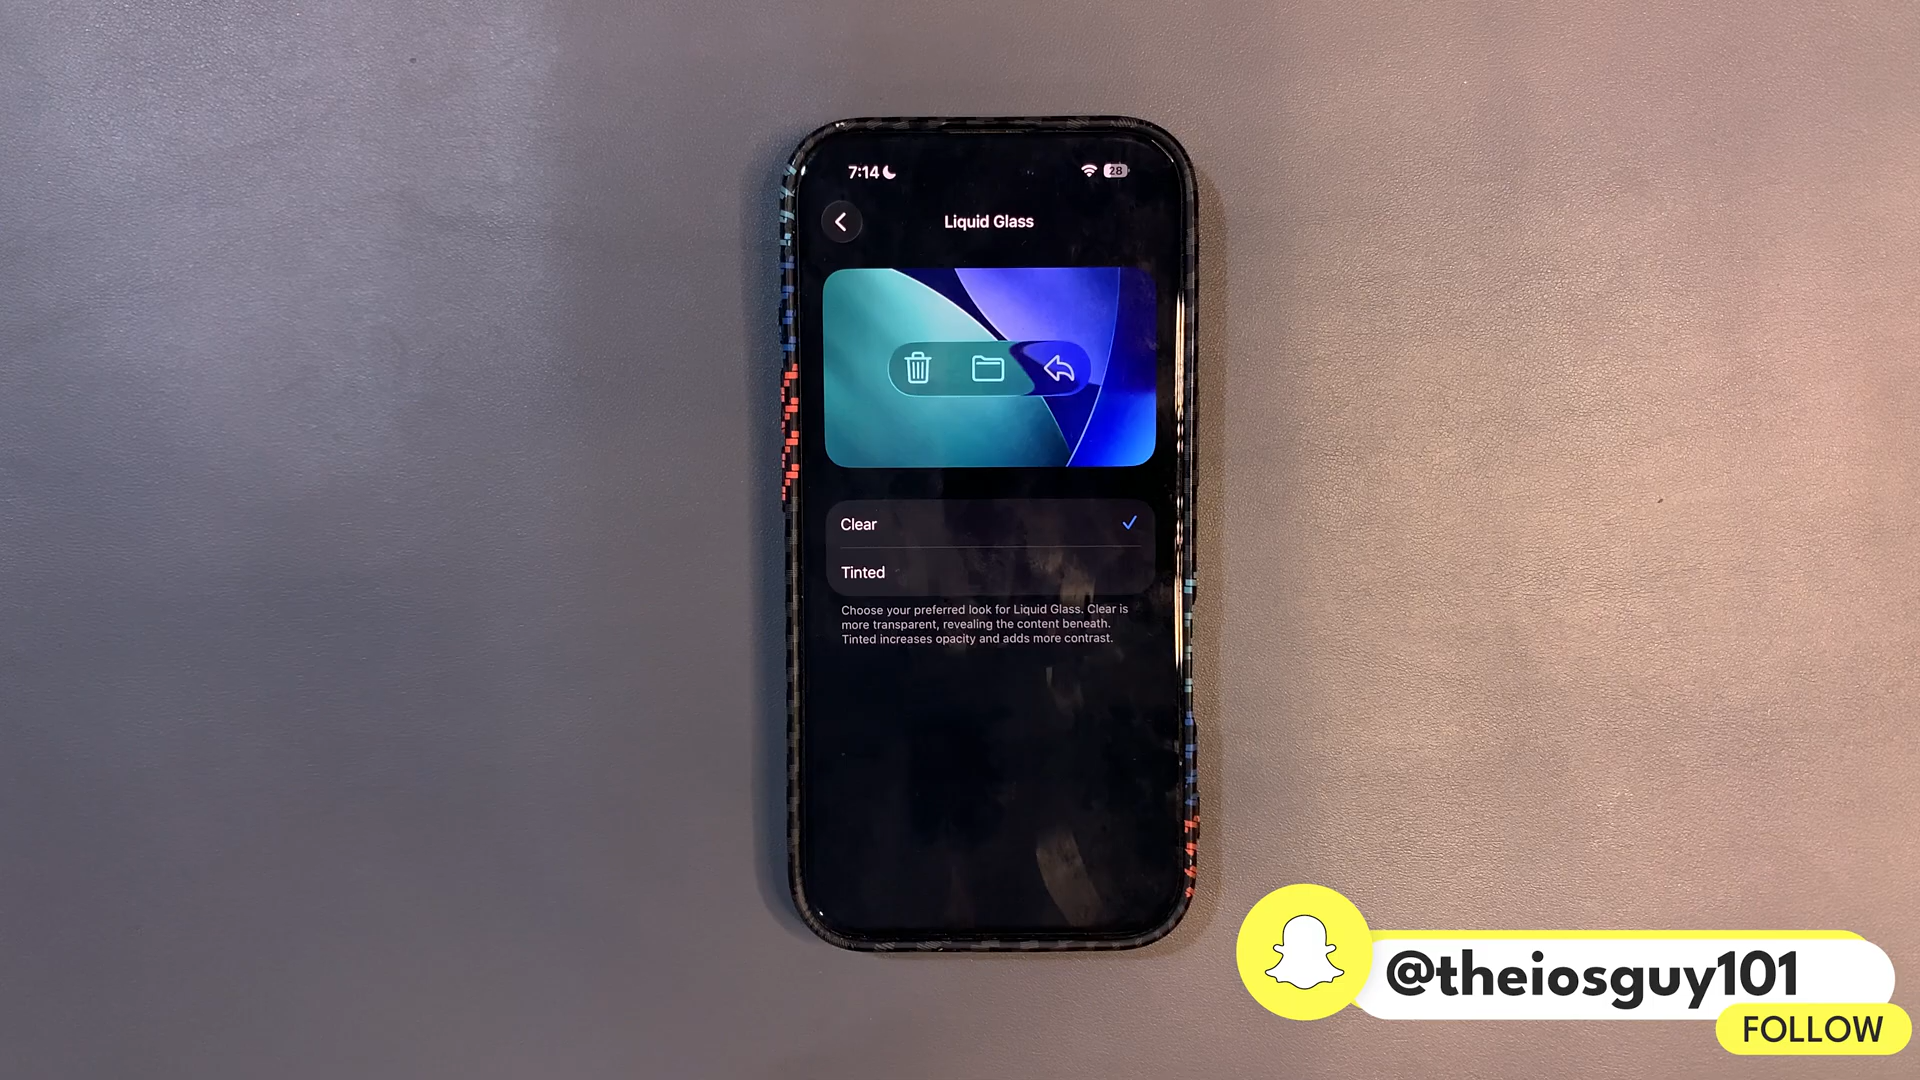 7:14
28
Liquid Glass
Clear
Tinted
Choose your preferred look for Liquid Glass. Clear is
more transparent, revealing the content beneath.
Tinted increases opacity and adds more contrast.
@theiosguy101
FOLLOW